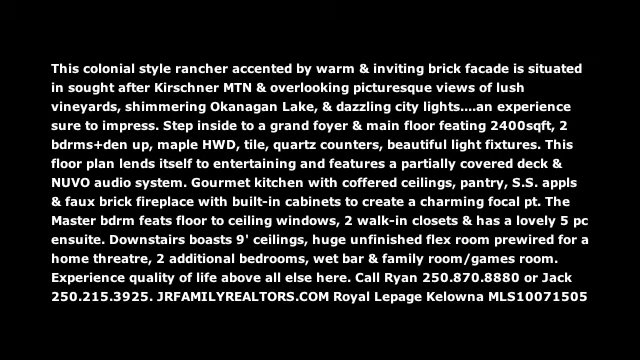 This colonial style rancher accented by warm & inviting brick facade is situated
in sought after Kirschner MTN & overlooking picturesque views of lush
vineyards, shimmering Okanagan Lake, & dazzling city lights....an experience
sure to impress. Step inside to a grand foyer & main floor feating 2400sqft, 2
bdrms+den up, maple HWD, tile, quartz counters, beautiful light fixtures. This
floor plan lends itself to entertaining and features a partially covered deck &
NUVO audio system. Gourmet kitchen with coffered ceilings, pantry, S.S. appls
& faux brick fireplace with built-in cabinets to create a charming focal pt. The
Master bdrm feats floor to ceiling windows, 2 walk-in closets & has a lovely 5 pc
ensuite. Downstairs boasts 9' ceilings, huge unfinished flex room prewired for a
home threatre, 2 additional bedrooms, wet bar & family room/games room.
Experience quality of life above all else here. Call Ryan 250.870.8880 or Jack
250.215.3925. JRFAMILYREALTORS.COM Royal Lepage Kelowna MLS10071505